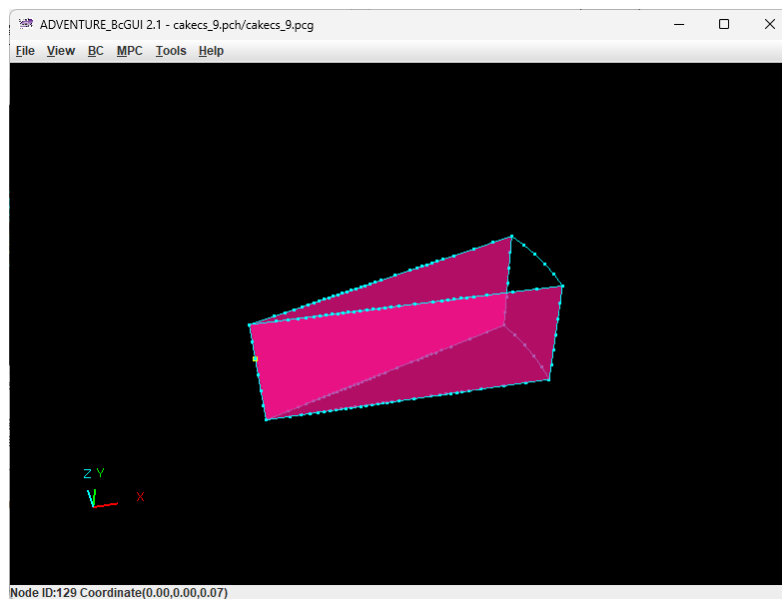 ADVENTURE_BcGUI 2.1 - cakecs_9.pch/cakecs_9.pcg
File View BC MPC Tools Help
Z Y X
Node ID:129 Coordinate(0.00,0.00,0.07)